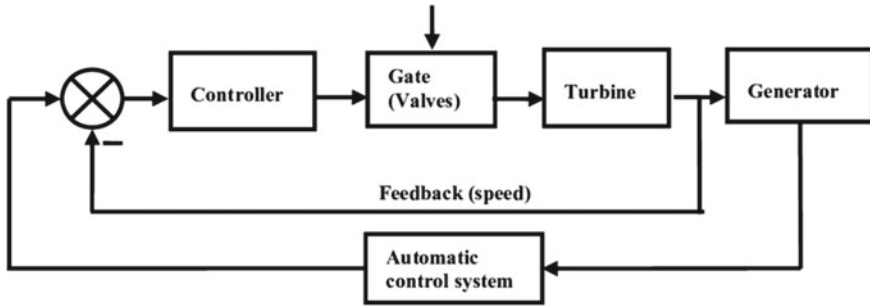 Controller
Gate
(Valves)
Turbine
Generator
Feedback (speed)
Automatic
control system